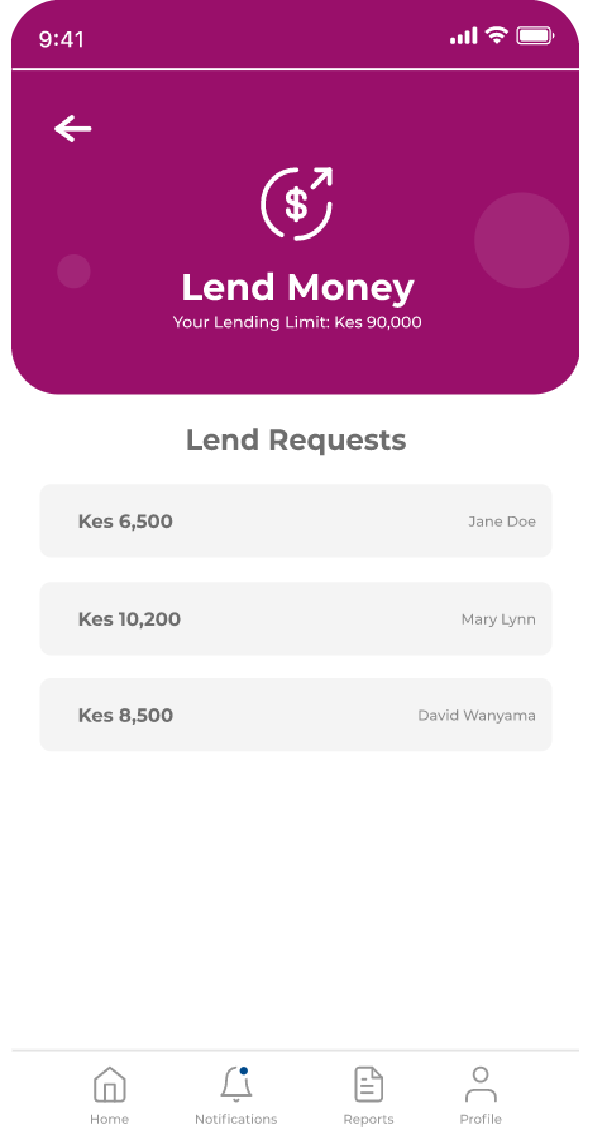 9:41
$
Lend Money
Your Lending Limit: Kes 90,000
Lend Requests
Kes 6,500 Jane Doe
Kes 10,200 Mary Lynn
Kes 8,500 David Wanyama
Home Notifications Reports Profile